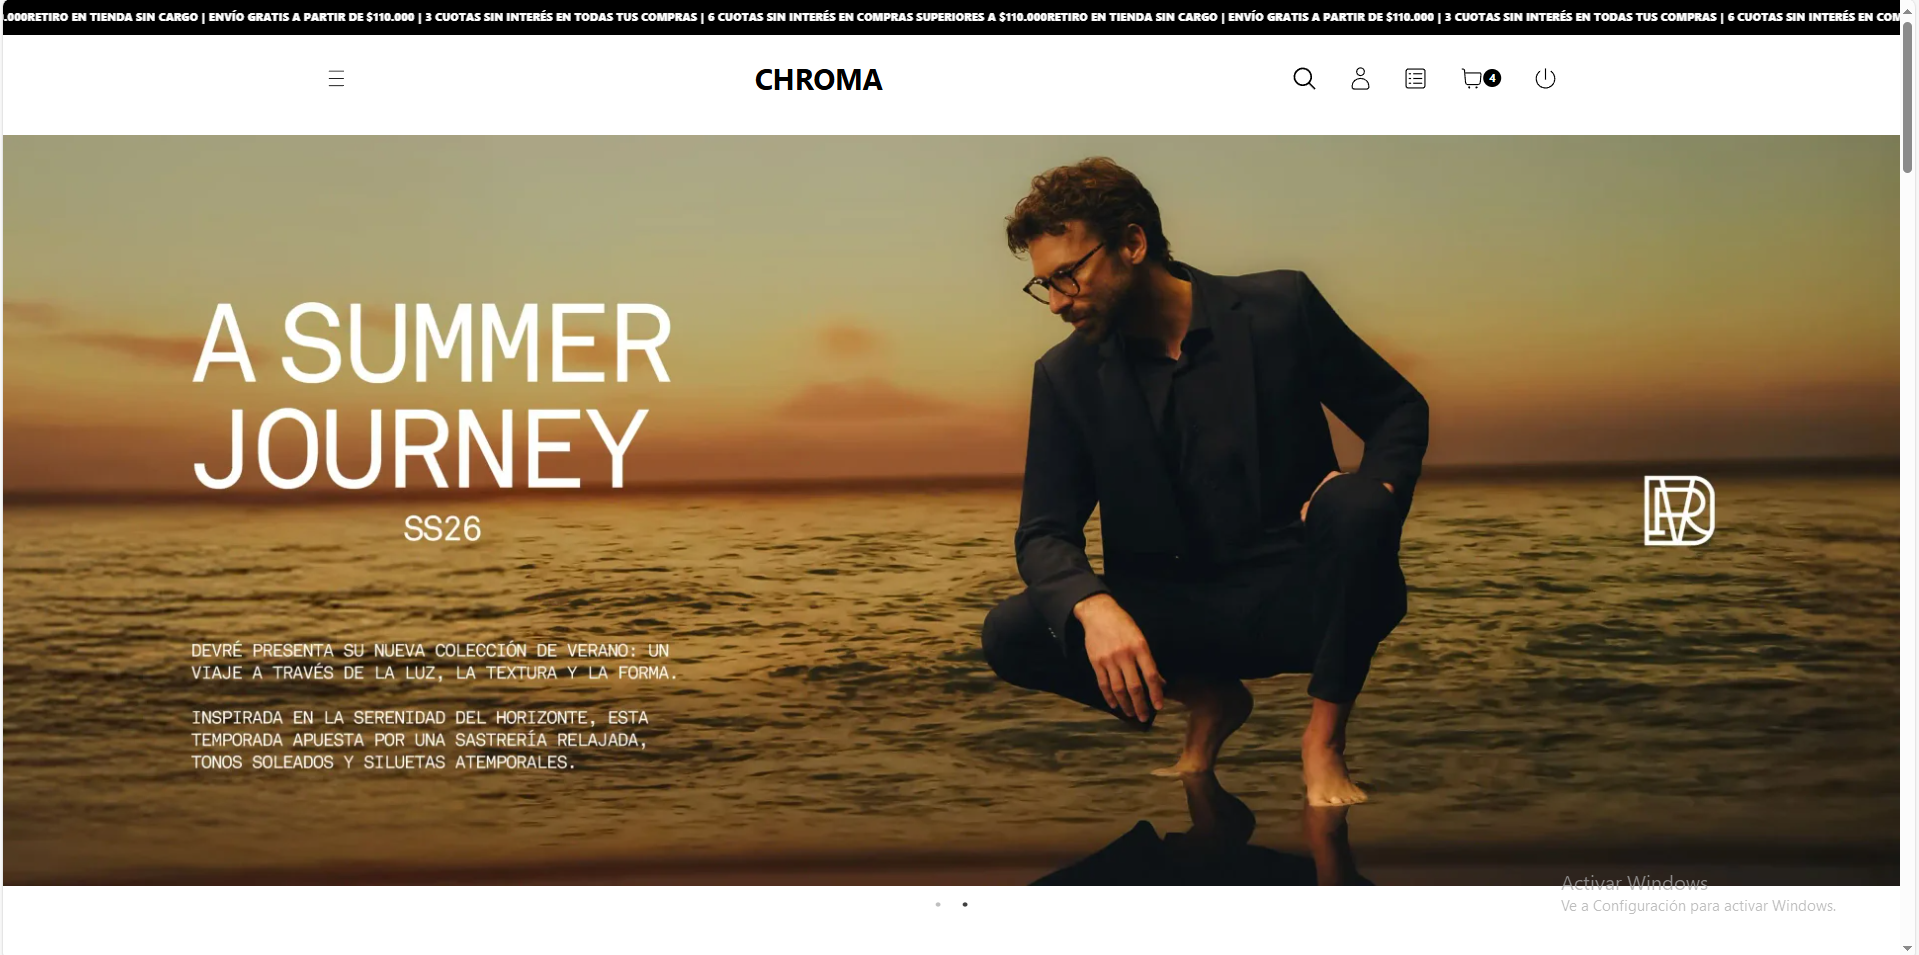 .000RETIRO EN TIENDA SIN CARGO | ENVÍO GRATIS A PARTIR DE $110.000 | 3 CUOTAS SIN INTERÉS EN TODAS TUS COMPRAS | 6 CUOTAS SIN INTERÉS EN COMPRAS SUPERIORES A $110.000RETIRO EN TIENDA SIN CARGO | ENVÍO GRATIS A PARTIR DE $110.000 | 3 CUOTAS SIN INTERÉS EN TODAS TUS COMPRAS | 6 CUOTAS SIN INTERÉS EN COM
CHROMA
4
A SUMMER
JOURNEY
SS26
DEVRÉ PRESENTA SU NUEVA COLECCIÓN DE VERANO: UN
VIAJE A TRAVÉS DE LA LUZ, LA TEXTURA Y LA FORMA.
INSPIRADA EN LA SERENIDAD DEL HORIZONTE, ESTA
TEMPORADA APUESTA POR UNA SASTRERÍA RELAJADA,
TONOS SOLEADOS Y SILUETAS ATEMPORALES.
Activar Windows
Ve a Configuración para activar Windows.